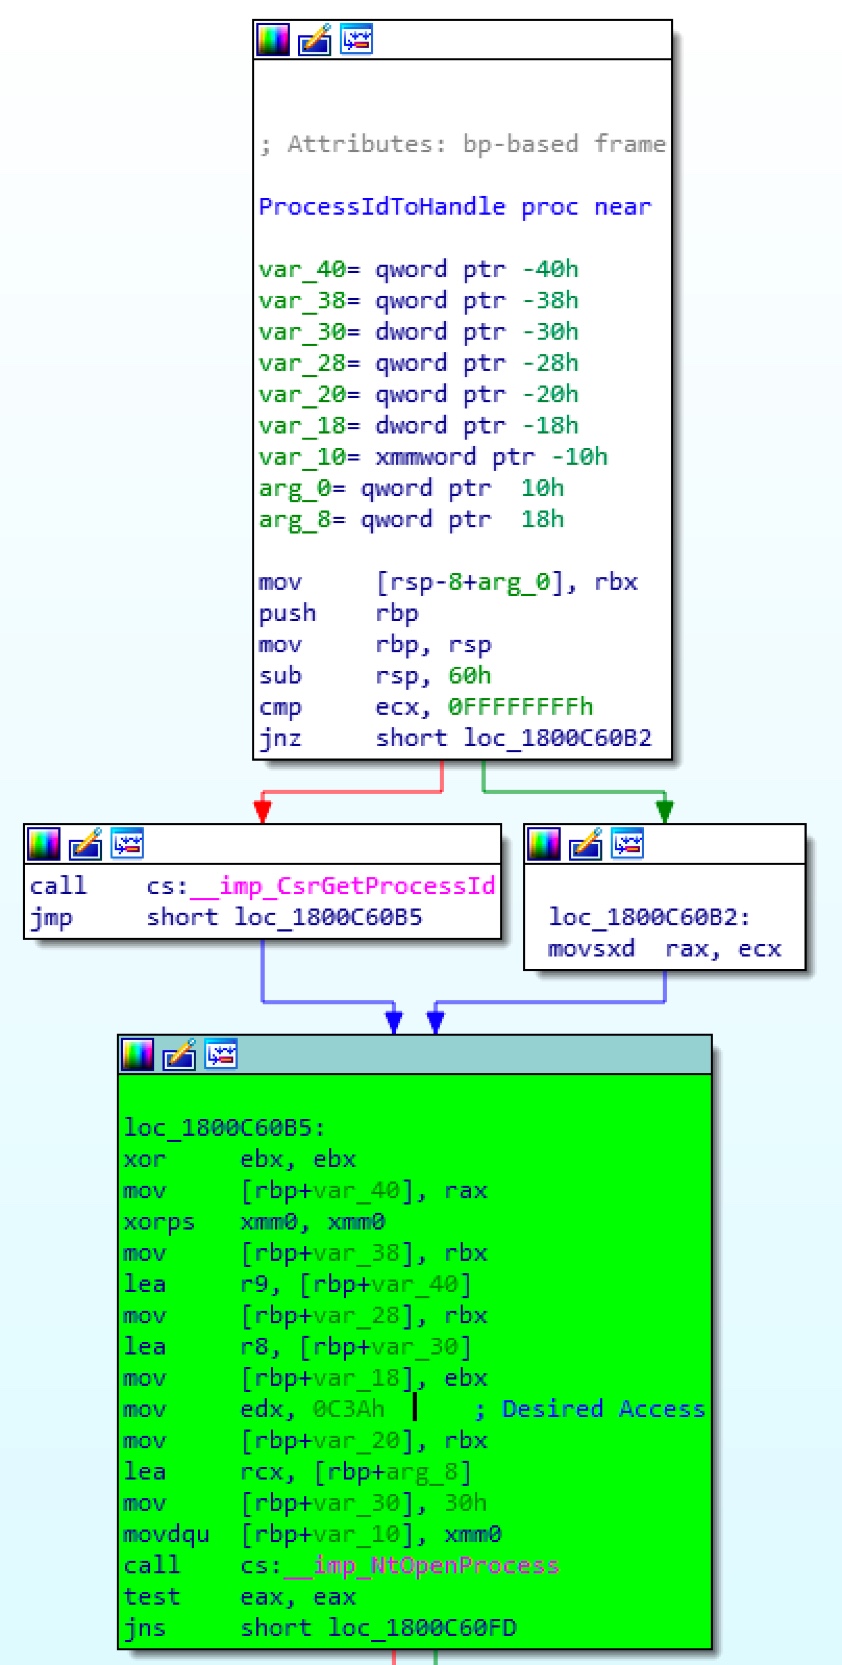 ; Attributes: bp-based frame
ProcessIdToHandle proc near
var_40= qword ptr -40h
var_38= qword ptr -38h
var_30= dword ptr -30h
var_28= qword ptr -28h
var_20= qword ptr -20h
var_18= dword ptr -18h
var_10= xmmword ptr -10h
arg_0= qword ptr  10h
arg_8= qword ptr  18h
mov     [rsp-8+arg_0], rbx
push    rbp
mov     rbp, rsp
sub     rsp, 60h
cmp     ecx, 0FFFFFFFFh
jnz     short loc_1800C60B2
call    cs:__imp_CsrGetProcessId
jmp     short loc_1800C60B5
loc_1800C60B2:
movsxd  rax, ecx
loc_1800C60B5:
xor     ebx, ebx
mov     [rbp+var_40], rax
xorps   xmm0, xmm0
mov     [rbp+var_38], rbx
lea     r9, [rbp+var_40]
mov     [rbp+var_28], rbx
lea     r8, [rbp+var_30]
mov     [rbp+var_18], ebx
mov     edx, 0C3Ah      ; Desired Access
mov     [rbp+var_20], rbx
lea     rcx, [rbp+arg_8]
mov     [rbp+var_30], 30h
movdqu  [rbp+var_10], xmm0
call    cs:__imp_NtOpenProcess
test    eax, eax
jns     short loc_1800C60FD